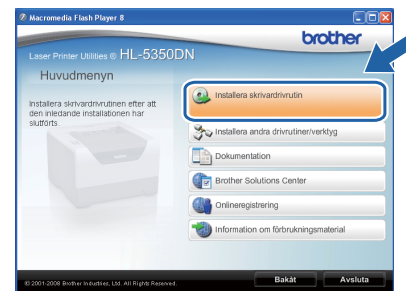 Macromedia Flash Player 8
brother
Laser Printer Utilities © HL-5350DN
Huvudmenyn
Installera skrivardrivrutinen efter att
den inledande installationen har
slutförts.
Installera skrivardrivrutin
Installera andra drivrutiner/verktyg
Dokumentation
Brother Solutions Center
Onlineregistrering
Information om förbrukningsmaterial
© 2001-2008 Brother Industries, Ltd. All Rights Reserved.
Bakåt
Avsluta